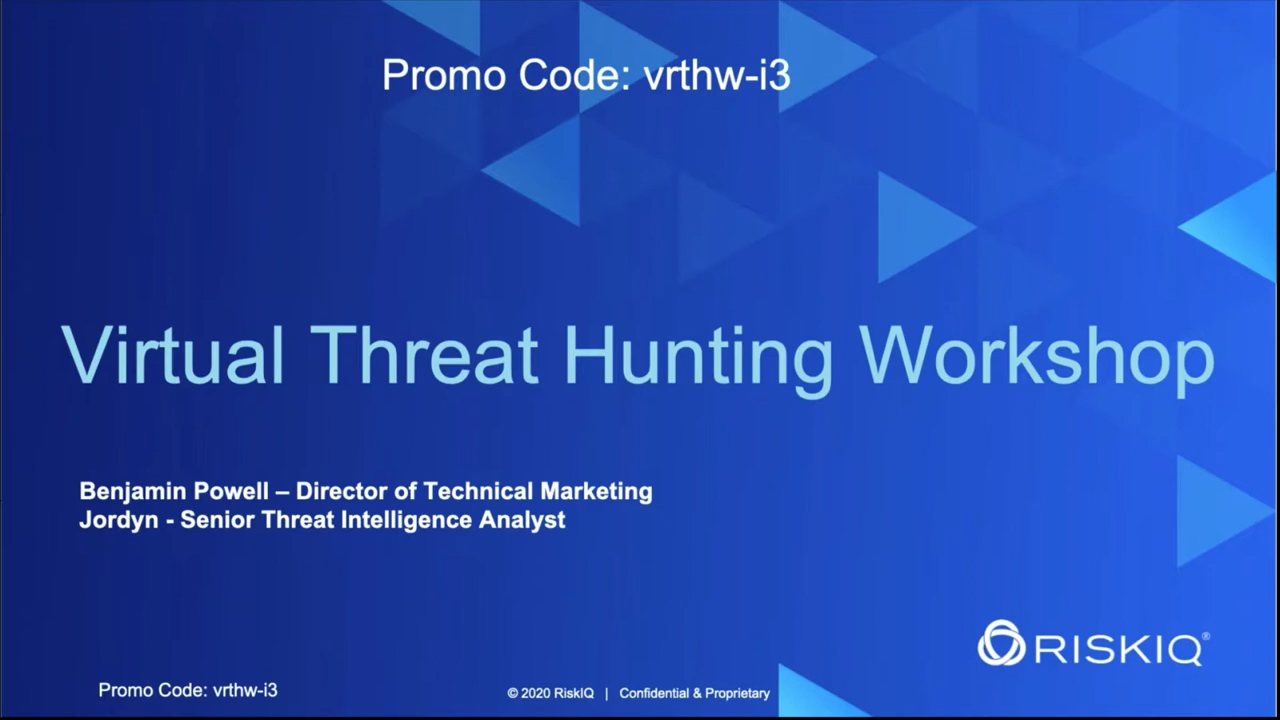 Promo Code: vrthw-i3
Virtual Threat Hunting Workshop
Benjamin Powell – Director of Technical Marketing
Jordyn - Senior Threat Intelligence Analyst
RISKIQ®
Promo Code: vrthw-i3
© 2020 RiskIQ | Confidential & Proprietary